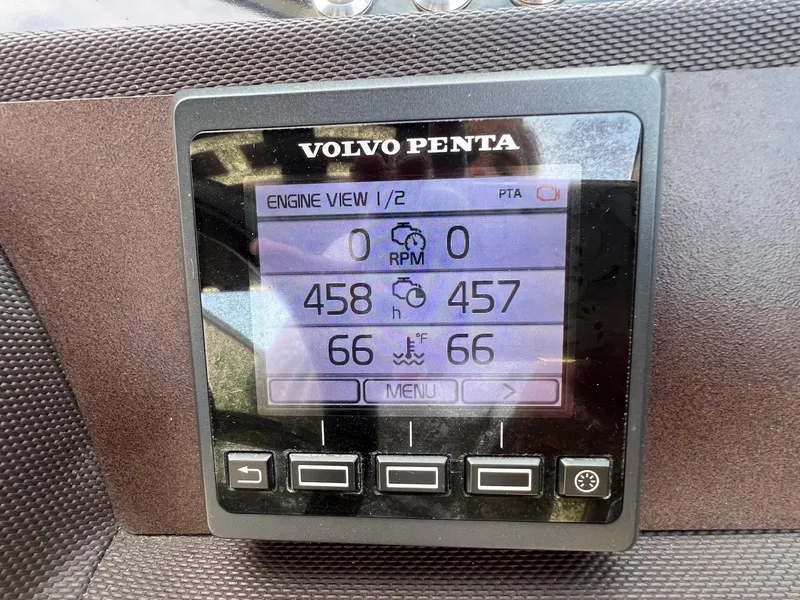 VOLVO PENTA
ENGINE VIEW 1/2 PTA
0 RPM 0
458 h 457
66 °F 66
MENU >